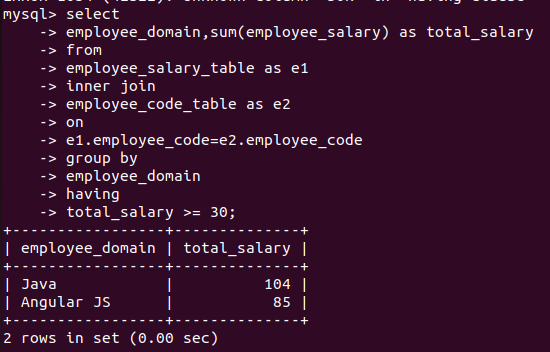 mysql> select
    -> employee_domain,sum(employee_salary) as total_salary
    -> from
    -> employee_salary_table as e1
    -> inner join
    -> employee_code_table as e2
    -> on
    -> e1.employee_code=e2.employee_code
    -> group by
    -> employee_domain
    -> having
    -> total_salary >= 30;
+-----------------+--------------+
| employee_domain | total_salary |
+-----------------+--------------+
| Java            |          104 |
| Angular JS      |           85 |
+-----------------+--------------+
2 rows in set (0.00 sec)